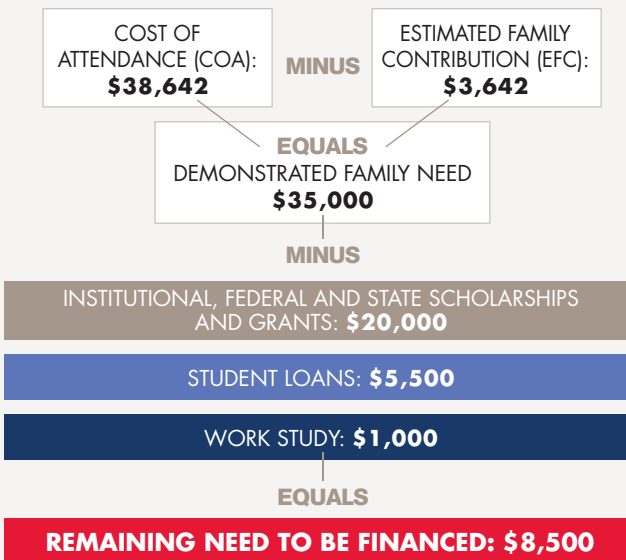 COST OF
ATTENDANCE (COA):
$38,642
MINUS
ESTIMATED FAMILY
CONTRIBUTION (EFC):
$3,642
EQUALS
DEMONSTRATED FAMILY NEED
$35,000
MINUS
INSTITUTIONAL, FEDERAL AND STATE SCHOLARSHIPS
AND GRANTS: $20,000
STUDENT LOANS: $5,500
WORK STUDY: $1,000
EQUALS
REMAINING NEED TO BE FINANCED: $8,500